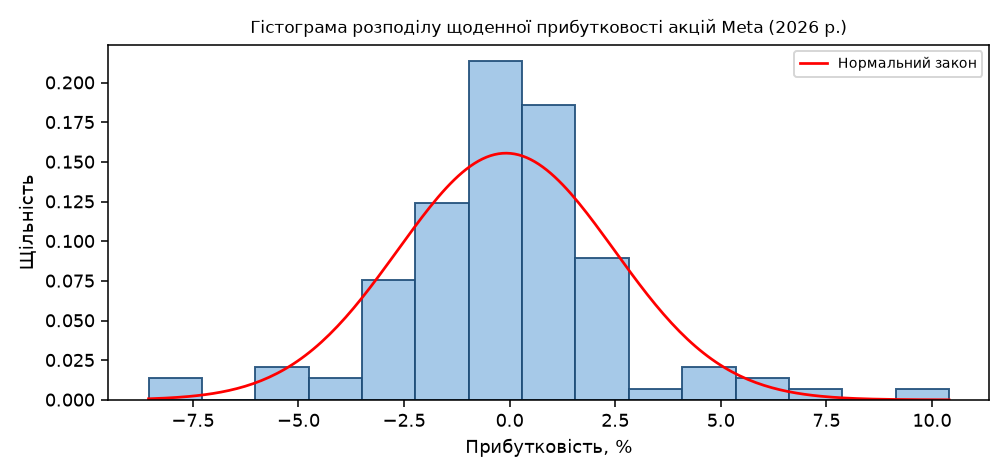 Гістограма розподілу щоденної прибутковості акцій Meta (2026 р.)
Нормальний закон
Щільність
0.200
0.175
0.150
0.125
0.100
0.075
0.050
0.025
0.000
−7.5 −5.0 −2.5 0.0 2.5 5.0 7.5 10.0
Прибутковість, %